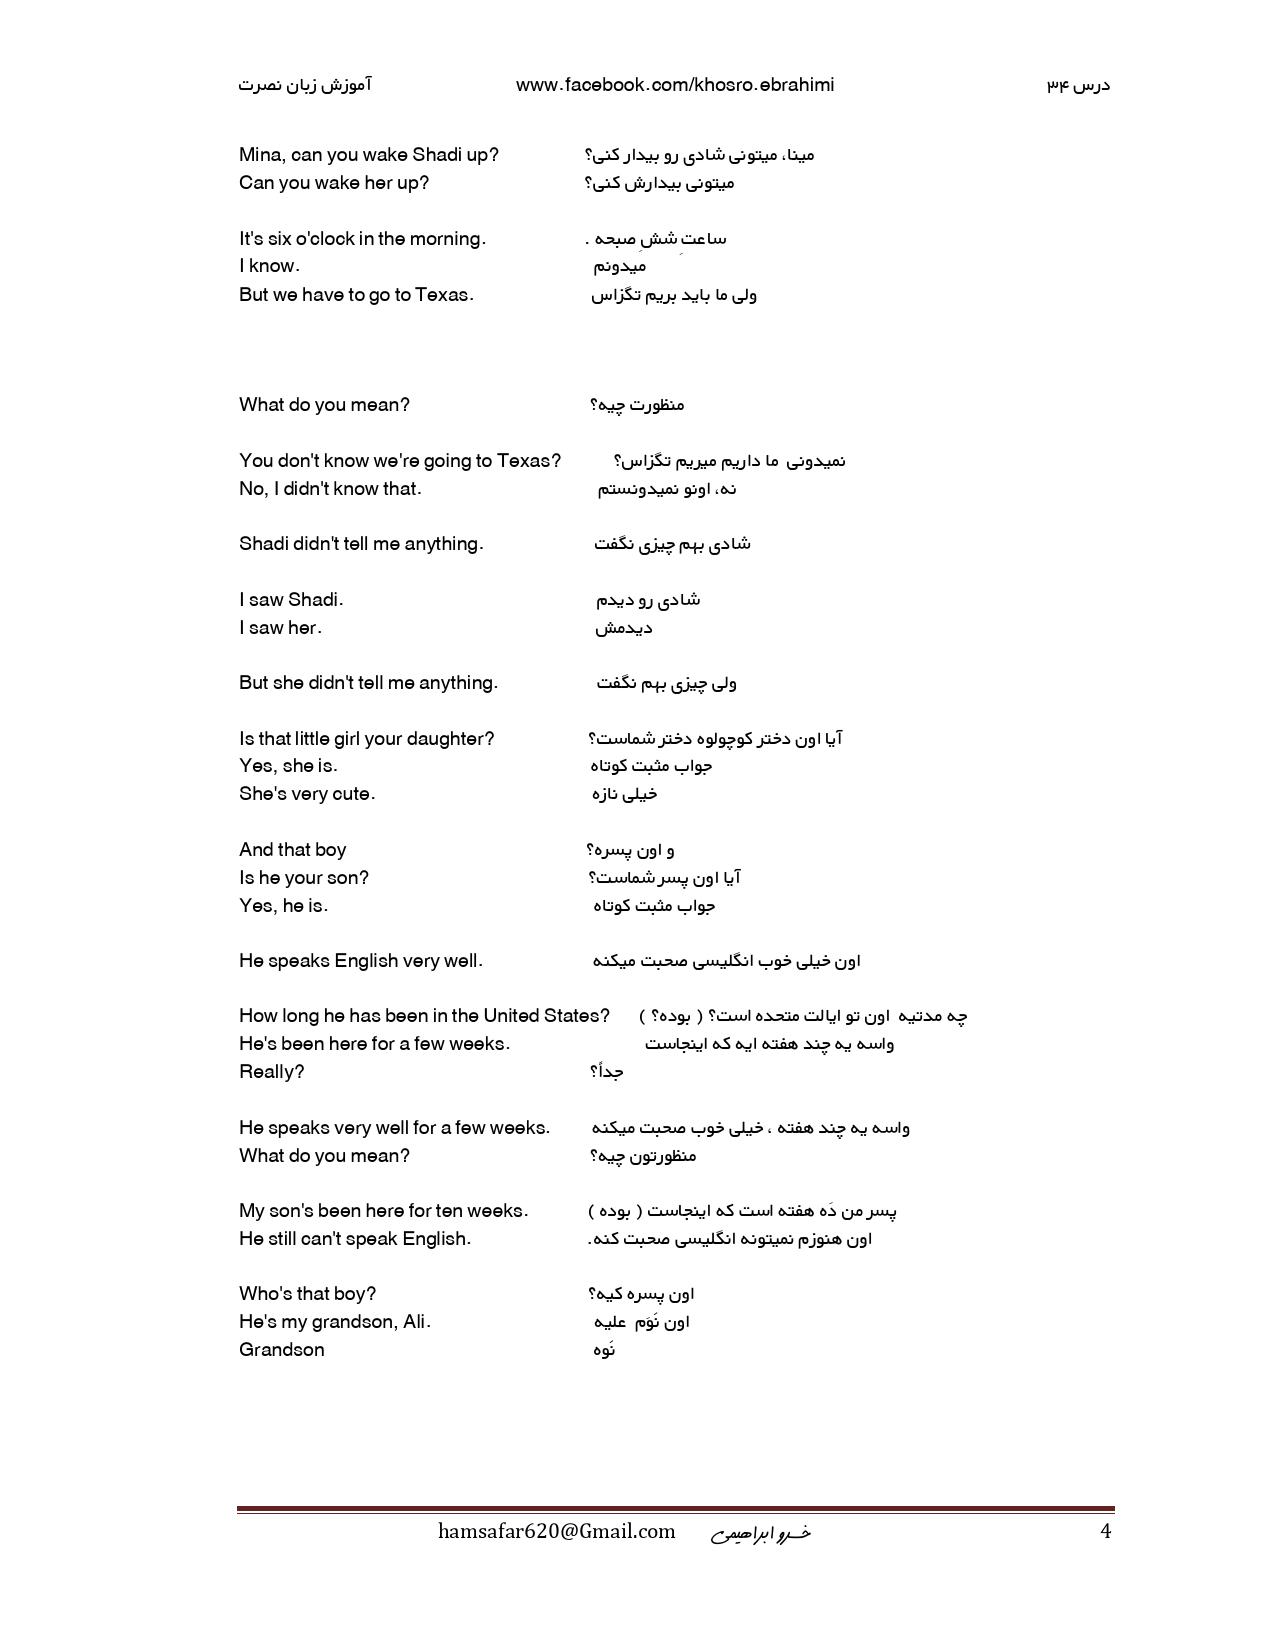 آموزش زبان نصرت www.facebook.com/khosro.ebrahimi درس ۳۴
Mina, can you wake Shadi up? مینا، میتونی شادی رو بیدار کنی؟
Can you wake her up? میتونی بیدارش کنی؟
It's six o'clock in the morning. ساعتِ شش ِ صبحه .
I know. میدونم
But we have to go to Texas. ولی ما باید بریم تگزاس
What do you mean? منظورت چیه؟
You don't know we're going to Texas? نمیدونی ما داریم میریم تگزاس؟
No, I didn't know that. نه، اونو نمیدونستم
Shadi didn't tell me anything. شادی بهم چیزی نگفت
I saw Shadi. شادی رو دیدم
I saw her. دیدمش
But she didn't tell me anything. ولی چیزی بهم نگفت
Is that little girl your daughter? آیا اون دختر کوچولوه دختر شماست؟
Yes, she is. جواب مثبت کوتاه
She's very cute. خیلی نازه
And that boy و اون پسره؟
Is he your son? آیا اون پسر شماست؟
Yes, he is. جواب مثبت کوتاه
He speaks English very well. اون خیلی خوب انگلیسی صحبت میکنه
How long he has been in the United States? چه مدتیه اون تو ایالت متحده است؟ ( بوده؟ )
He's been here for a few weeks. واسه یه چند هفته ایه که اینجاست
Really? جداً؟
He speaks very well for a few weeks. واسه یه چند هفته ، خیلی خوب صحبت میکنه
What do you mean? منظورتون چیه؟
My son's been here for ten weeks. پسر من دَه هفته است که اینجاست ( بوده )
He still can't speak English. اون هنوزم نمیتونه انگلیسی صحبت کنه.
Who's that boy? اون پسره کیه؟
He's my grandson, Ali. اون نَوَم علیه
Grandson نَوه
hamsafar620@Gmail.com خسرو ابراهیمی 4